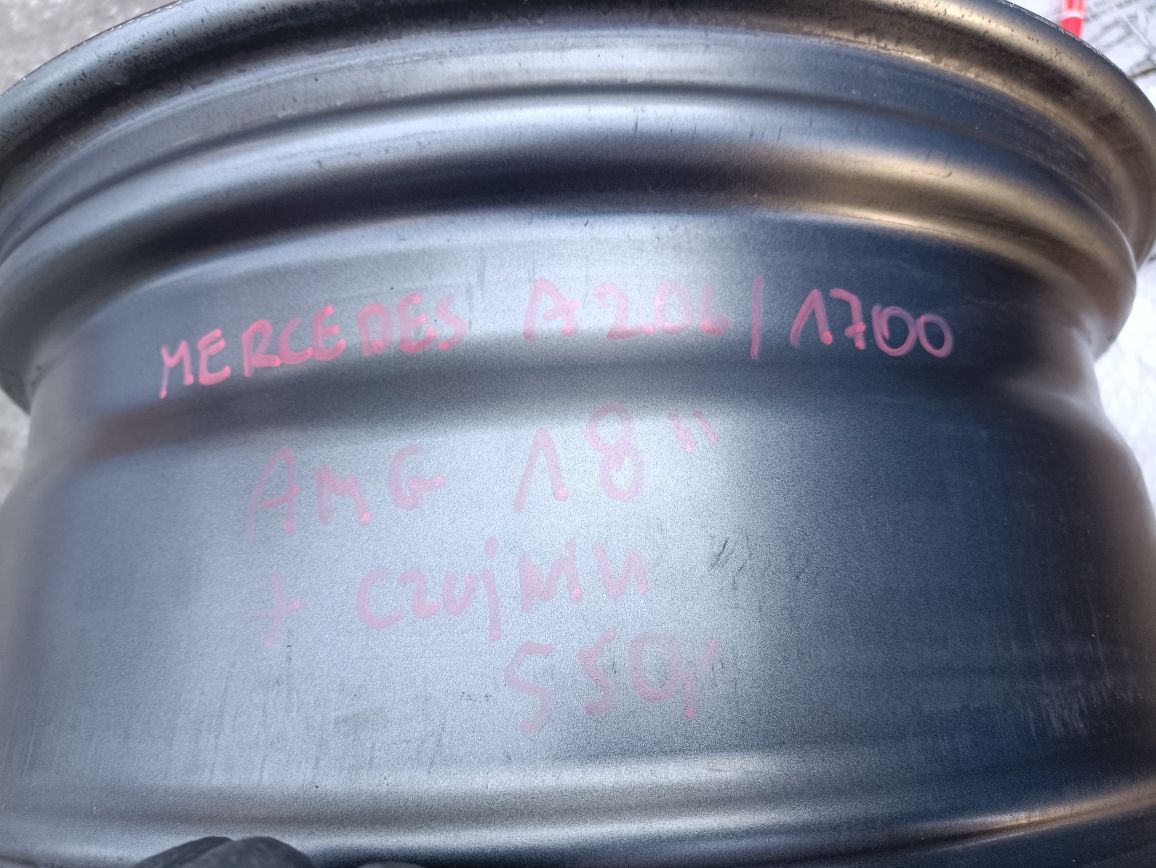 MERCEDES A206/1700
AMG 18"
+ czujniki
550,-